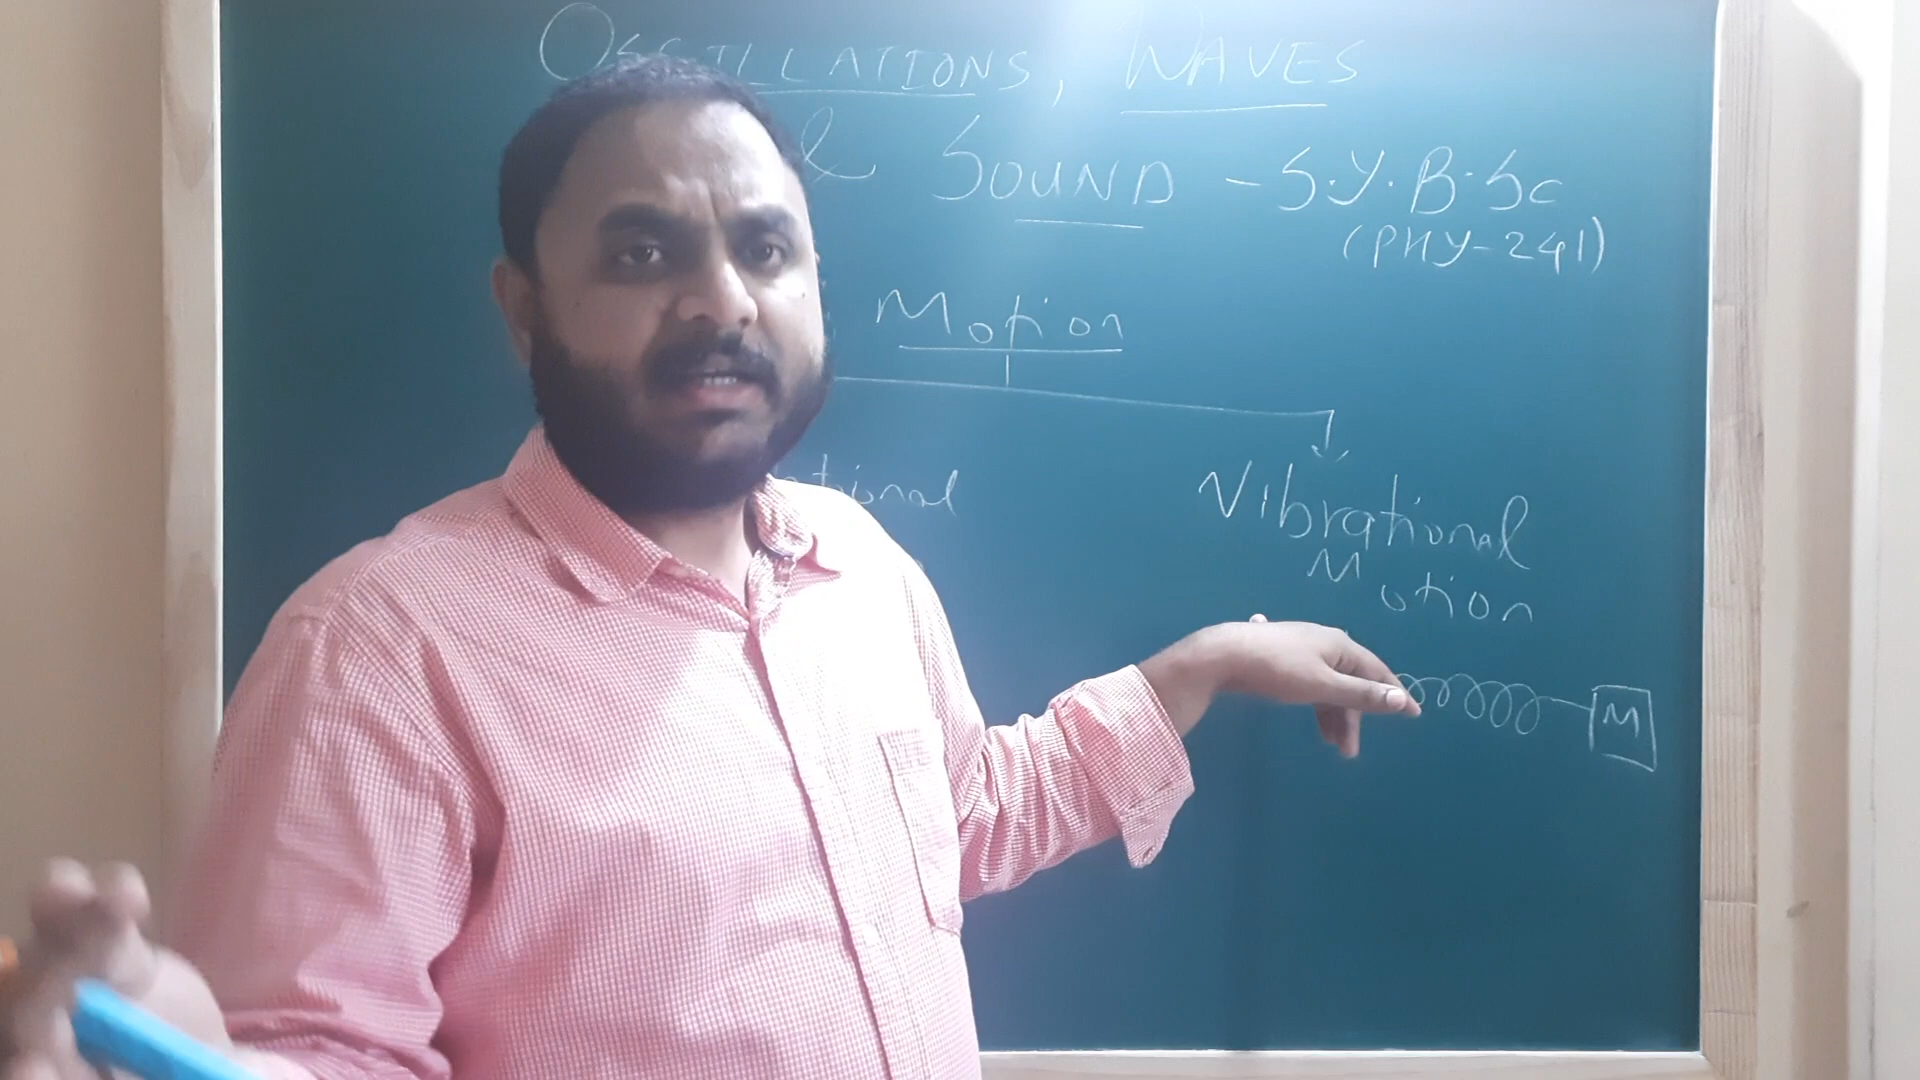 OSCILLATIONS, WAVES
& SOUND - S.Y.B.Sc
(PHY-241)
Motion
Vibrational
Motion
M